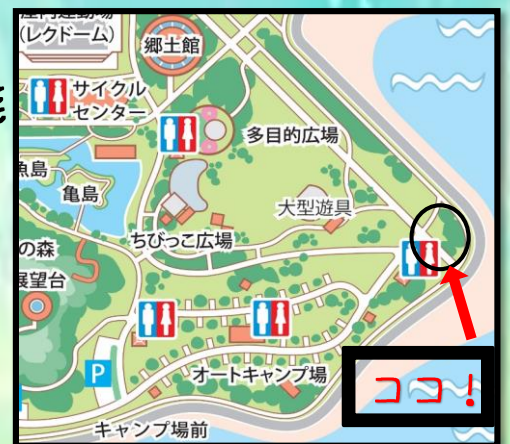 (レクドーム)
郷土館
サイクル
センター
多目的広場
亀島
大型遊具
ちびっこ広場
の森
展望台
P
オートキャンプ場
ココ!
キャンプ場前